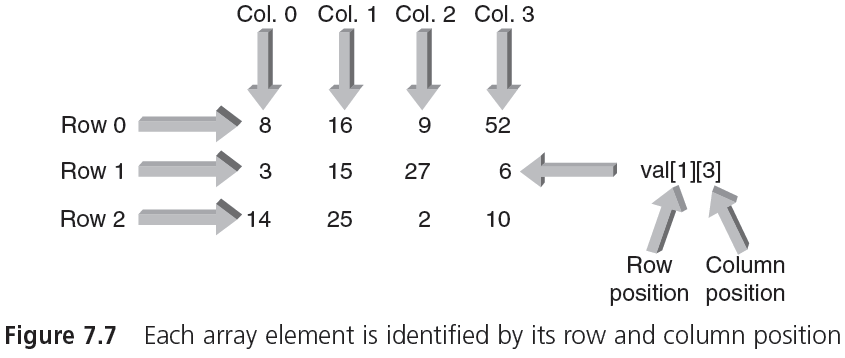 Col. 0 Col. 1 Col. 2 Col. 3
Row 0 8 16 9 52
Row 1 3 15 27 6 val[1][3]
Row 2 14 25 2 10
Row Column
position position
Figure 7.7 Each array element is identified by its row and column position